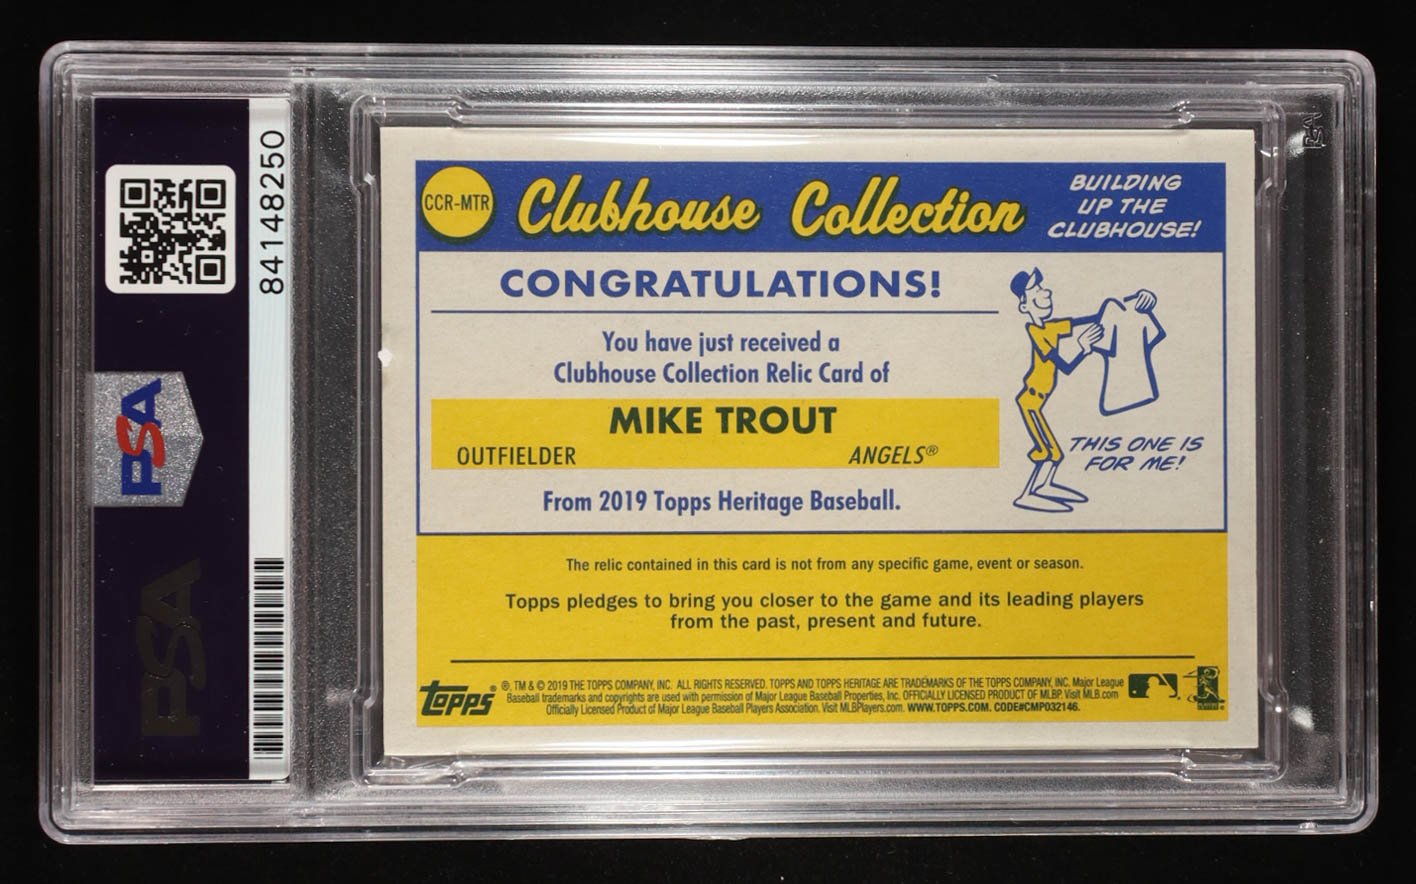 84148250
PSA
PSA
CCR-MTR
Clubhouse Collection
BUILDING
UP THE
CLUBHOUSE!
CONGRATULATIONS!
You have just received a
Clubhouse Collection Relic Card of
MIKE TROUT
OUTFIELDER ANGELS®
THIS ONE IS
FOR ME!
From 2019 Topps Heritage Baseball.
The relic contained in this card is not from any specific game, event or season.
Topps pledges to bring you closer to the game and its leading players
from the past, present and future.
TOPPS®
®, TM & © 2019 THE TOPPS COMPANY, INC. ALL RIGHTS RESERVED. TOPPS AND TOPPS HERITAGE ARE TRADEMARKS OF THE TOPPS COMPANY, INC. Major League
Baseball trademarks and copyrights are used with permission of Major League Baseball Properties, Inc. OFFICIALLY LICENSED PRODUCT OF MLBP. Visit MLB.com
Officially Licensed Product of Major League Baseball Players Association. Visit MLBPlayers.com. WWW.TOPPS.COM. CODE#CMP032146.
PSA